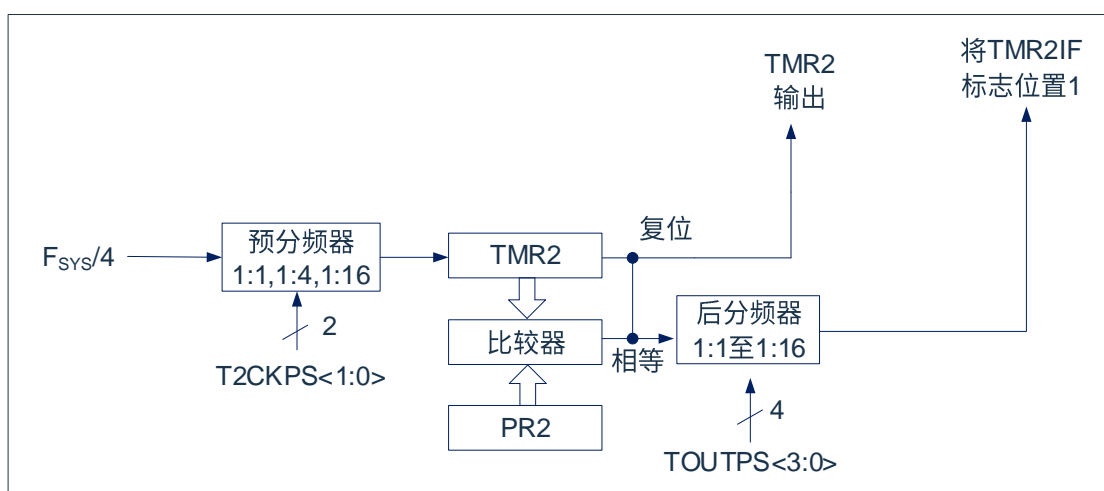 TMR2
输出
将TMR2IF
标志位置1
F_SYS/4
预分频器
1:1,1:4,1:16
TMR2
复位
2
T2CKPS<1:0>
比较器
相等
后分频器
1:1至1:16
PR2
4
TOUTPS<3:0>